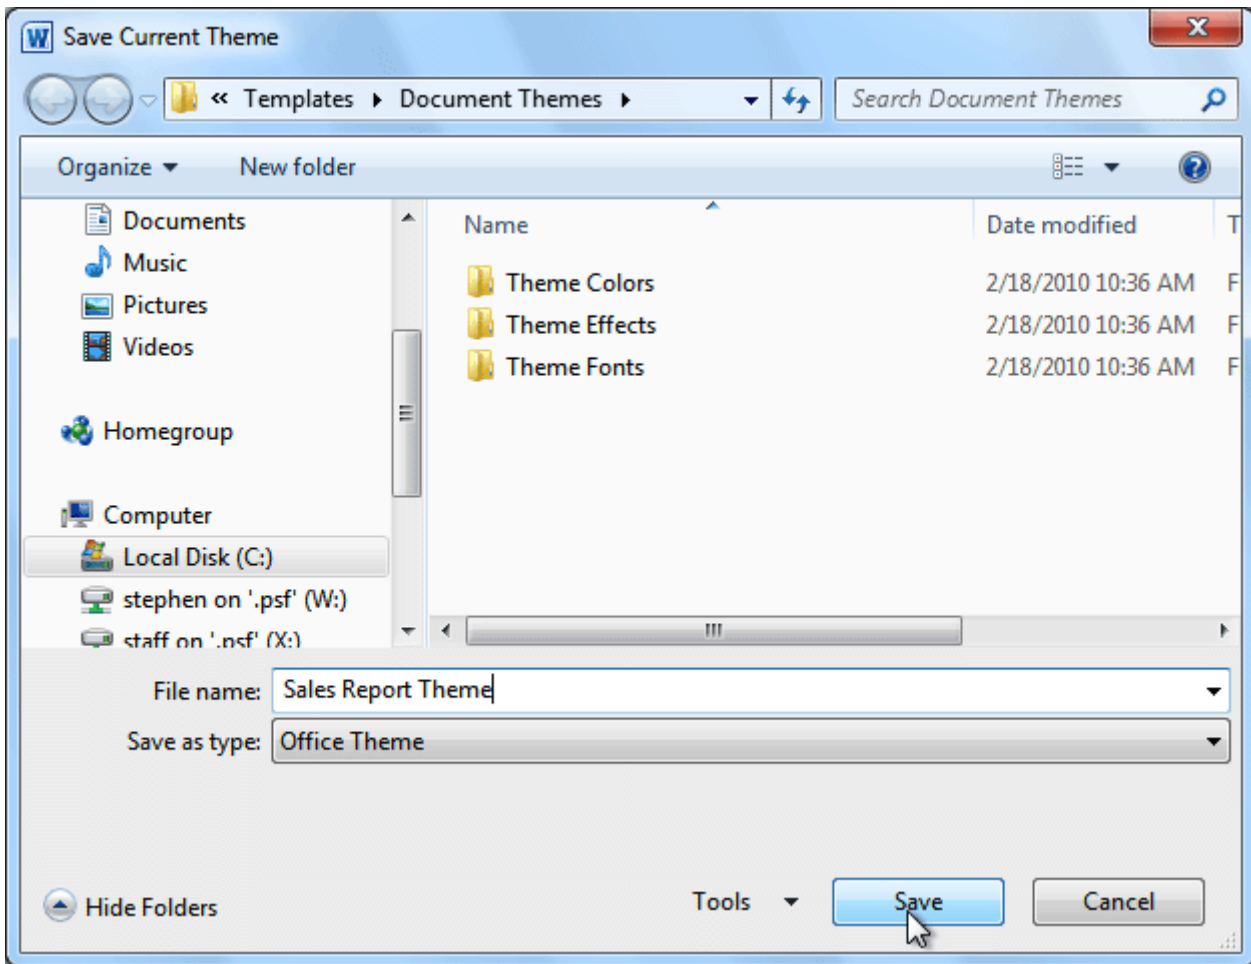 Save Current Theme
« Templates Document Themes
Search Document Themes
Organize New folder
Documents
Music
Pictures
Videos
Homegroup
Computer
Local Disk (C:)
stephen on '.psf' (W:)
staff on '.psf' (X:)
Name Date modified T
Theme Colors 2/18/2010 10:36 AM F
Theme Effects 2/18/2010 10:36 AM F
Theme Fonts 2/18/2010 10:36 AM F
File name: Sales Report Theme
Save as type: Office Theme
Hide Folders Tools Save Cancel